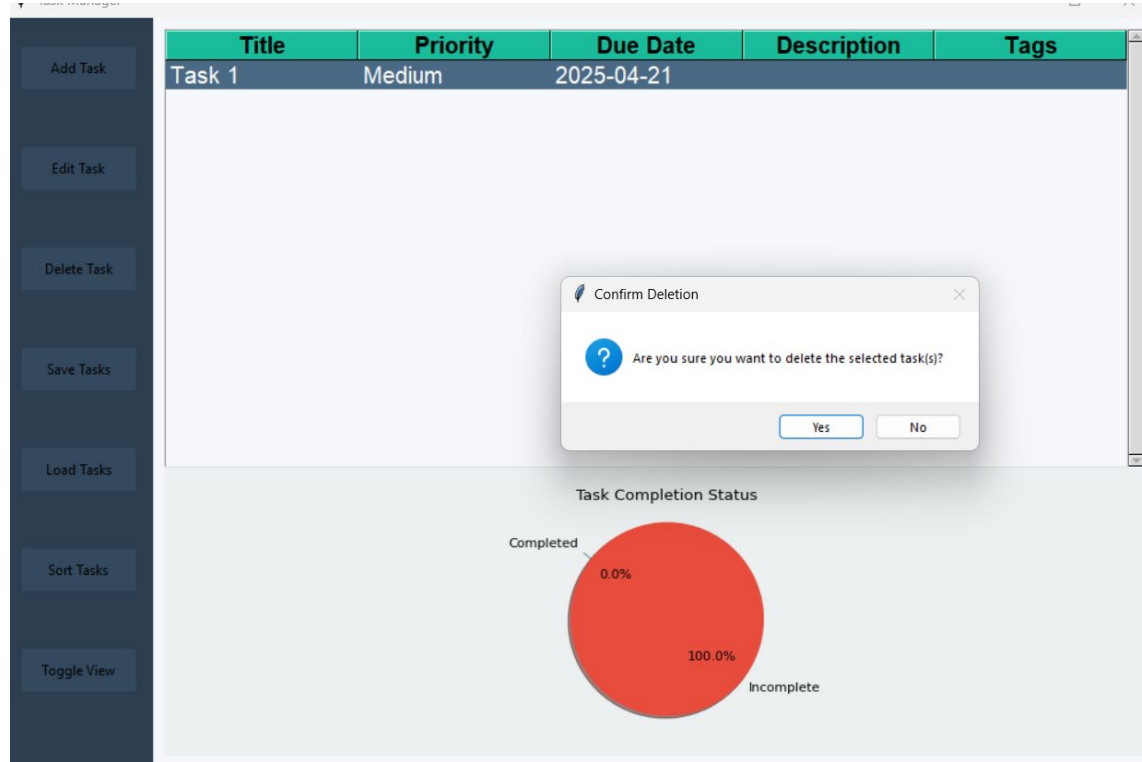 Task Manager
Add Task
Edit Task
Delete Task
Save Tasks
Load Tasks
Sort Tasks
Toggle View
Title Priority Due Date Description Tags
Task 1 Medium 2025-04-21
Confirm Deletion
Are you sure you want to delete the selected task(s)?
Yes No
Task Completion Status
Completed
0.0%
100.0%
Incomplete